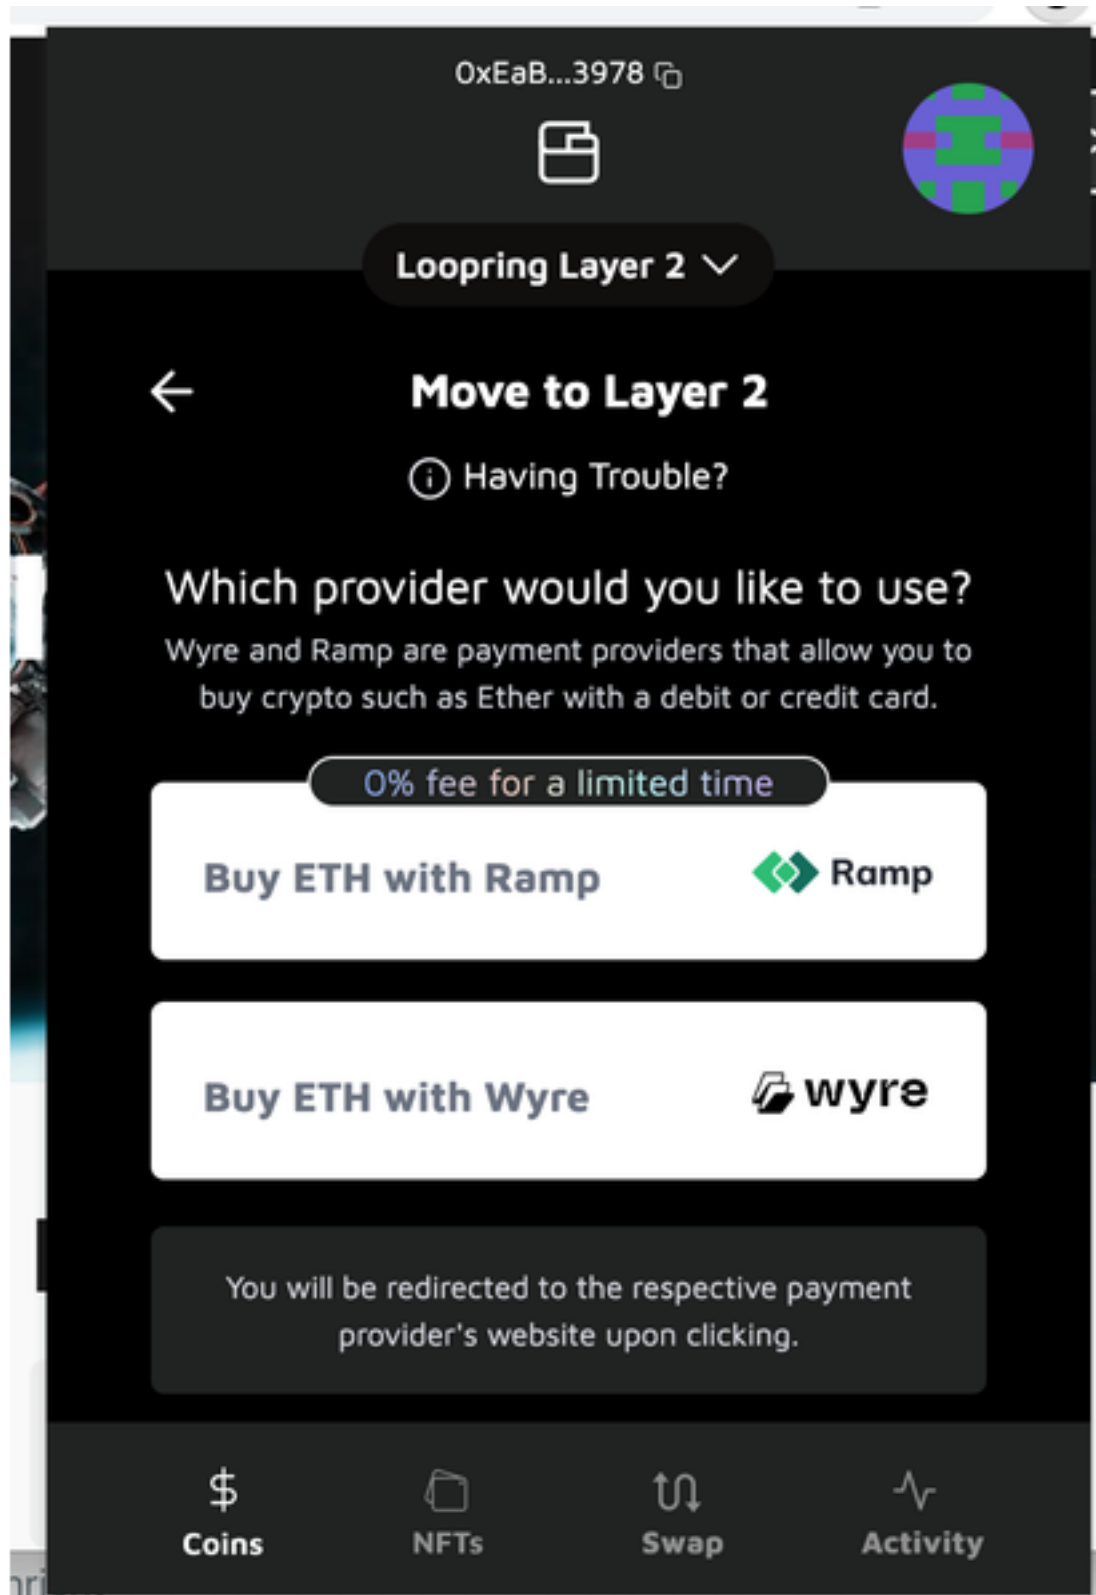 0xEaB...3978
Loopring Layer 2
Move to Layer 2
Having Trouble?
Which provider would you like to use?
Wyre and Ramp are payment providers that allow you to
buy crypto such as Ether with a debit or credit card.
0% fee for a limited time
Buy ETH with Ramp
Ramp
Buy ETH with Wyre
wyre
You will be redirected to the respective payment
provider's website upon clicking.
Coins
NFTs
Swap
Activity